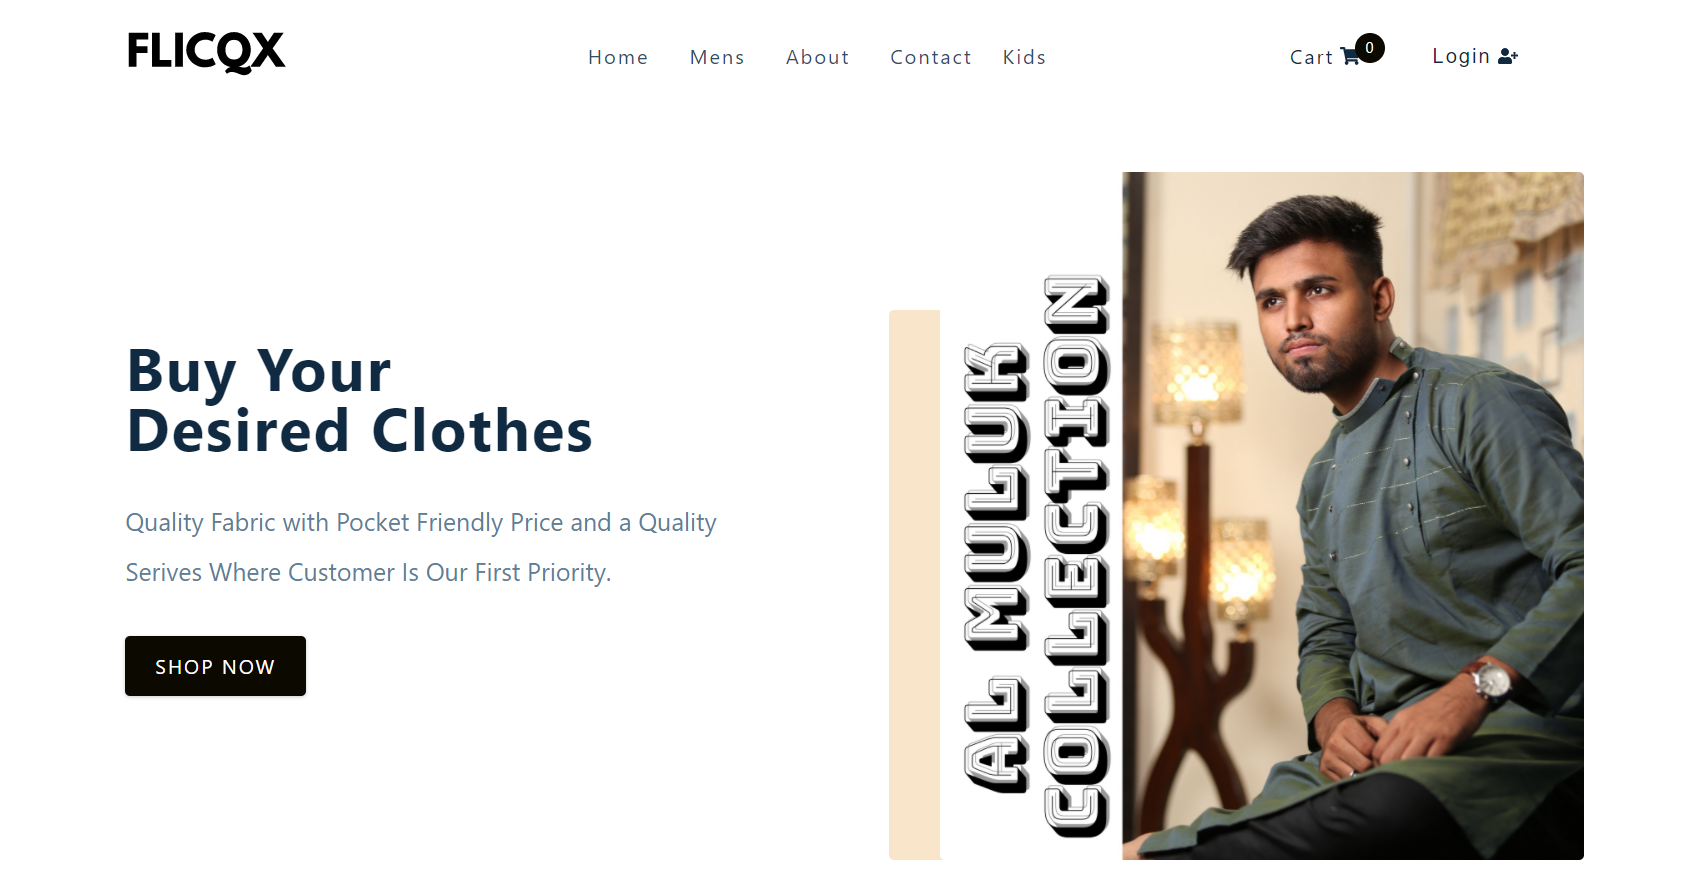 FLICQX
Home Mens About Contact Kids
Cart 0 Login
Buy Your
Desired Clothes
Quality Fabric with Pocket Friendly Price and a Quality
Serives Where Customer Is Our First Priority.
SHOP NOW
AL MULUK
COLLECTION